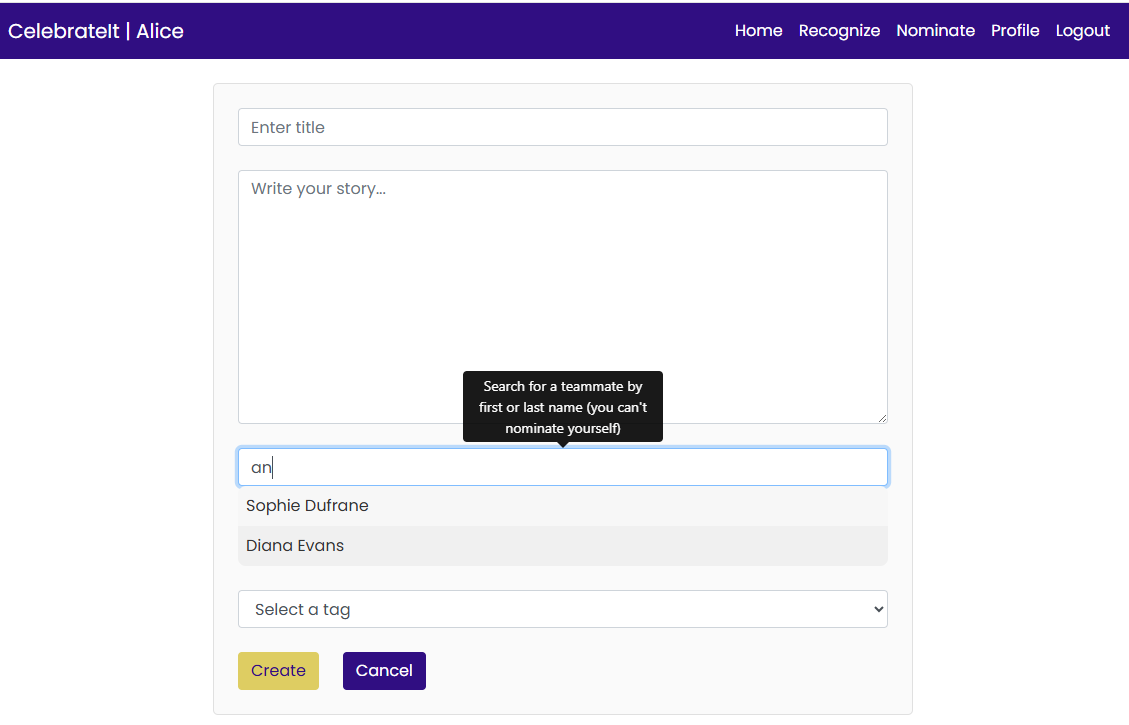 CelebrateIt | Alice
Home Recognize Nominate Profile Logout
Enter title
Write your story...
Search for a teammate by
first or last name (you can't
nominate yourself)
an
Sophie Dufrane
Diana Evans
Select a tag
Create Cancel